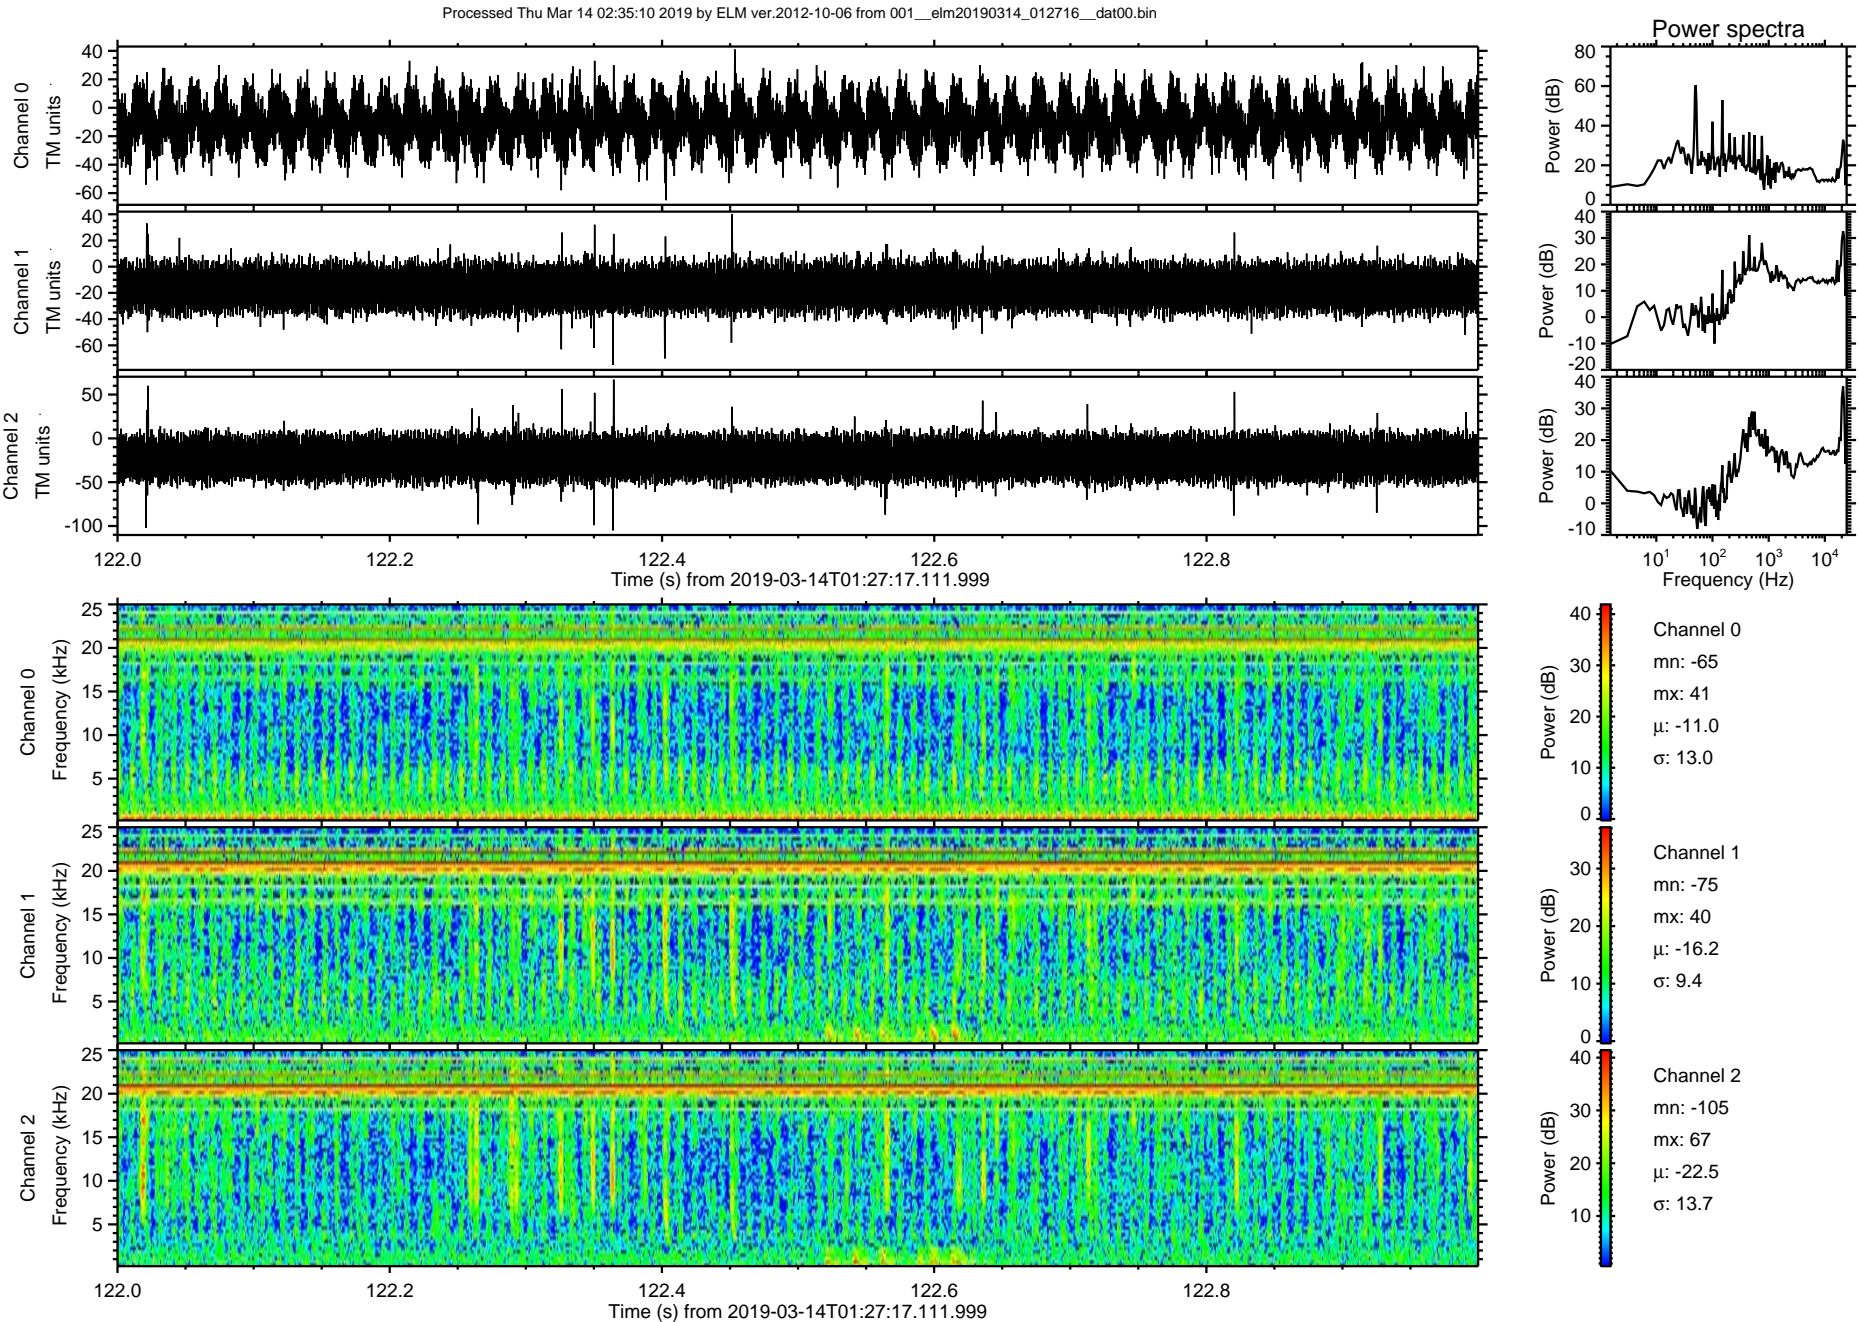 Processed Thu Mar 14 02:35:10 2019 by ELM ver.2012-10-06 from 001__elm20190314_012716__dat00.bin
Power spectra
Channel 0
TM units
40
20
0
-20
-40
-60
Power (dB)
80
60
40
20
0
Channel 1
TM units
40
20
0
-20
-40
-60
Power (dB)
40
30
20
10
0
-10
-20
Channel 2
TM units
50
0
-50
-100
Power (dB)
40
30
20
10
0
-10
122.0 122.2 122.4 122.6 122.8
Time (s) from 2019-03-14T01:27:17.111.999
10¹ 10² 10³ 10⁴
Frequency (Hz)
Channel 0
Frequency (kHz)
25
20
15
10
5
Power (dB)
40
30
20
10
0
Channel 0
mn: -65
mx: 41
μ: -11.0
σ: 13.0
Channel 1
Frequency (kHz)
25
20
15
10
5
Power (dB)
30
20
10
0
Channel 1
mn: -75
mx: 40
μ: -16.2
σ: 9.4
Channel 2
Frequency (kHz)
25
20
15
10
5
Power (dB)
40
30
20
10
Channel 2
mn: -105
mx: 67
μ: -22.5
σ: 13.7
122.0 122.2 122.4 122.6 122.8
Time (s) from 2019-03-14T01:27:17.111.999